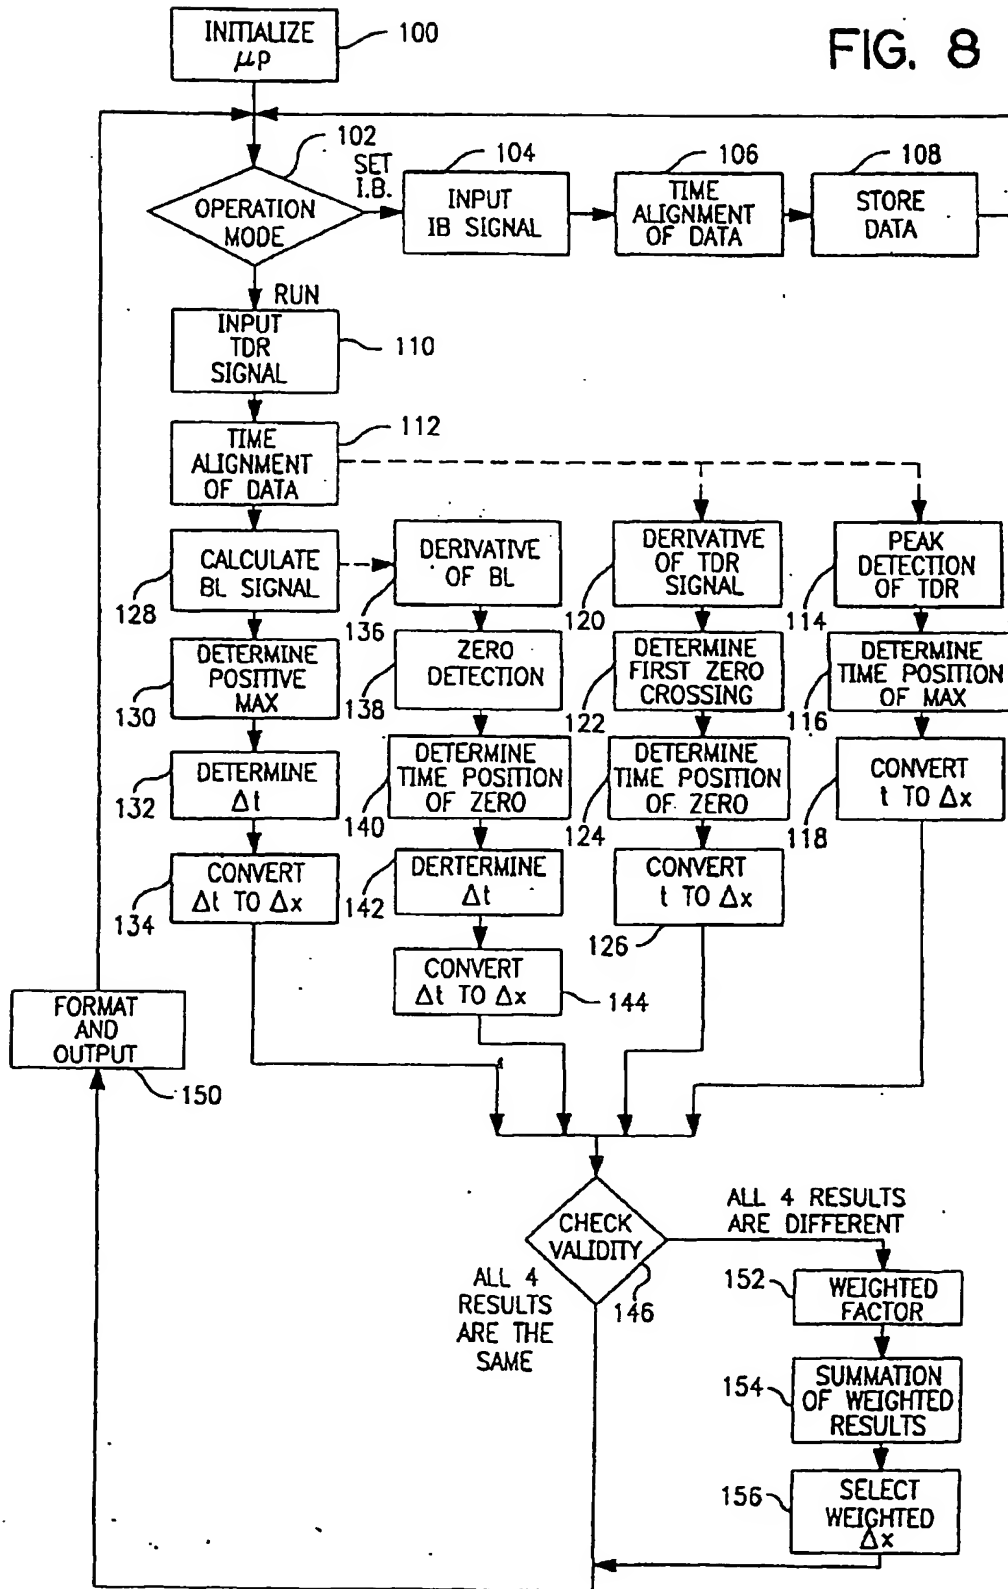 FIG. 8
INITIALIZE
μP
100
102
SET
I.B.
104
106
108
OPERATION
MODE
INPUT
IB SIGNAL
TIME
ALIGNMENT
OF DATA
STORE
DATA
RUN
INPUT
TDR
SIGNAL
110
TIME
ALIGNMENT
OF DATA
112
CALCULATE
BL SIGNAL
128
DERIVATIVE
OF BL
136
DERIVATIVE
OF TDR
SIGNAL
120
PEAK
DETECTION
OF TDR
114
DETERMINE
POSITIVE
MAX
130
ZERO
DETECTION
138
DETERMINE
FIRST ZERO
CROSSING
122
DETERMINE
TIME POSITION
OF MAX
116
DETERMINE
Δt
132
DETERMINE
TIME POSITION
OF ZERO
140
DETERMINE
TIME POSITION
OF ZERO
124
CONVERT
t TO Δx
118
CONVERT
Δt TO Δx
134
DERTERMINE
Δt
142
CONVERT
t TO Δx
126
CONVERT
Δt TO Δx
144
FORMAT
AND
OUTPUT
150
CHECK
VALIDITY
146
ALL 4 RESULTS
ARE DIFFERENT
ALL 4
RESULTS
ARE THE
SAME
152
WEIGHTED
FACTOR
154
SUMMATION
OF WEIGHTED
RESULTS
156
SELECT
WEIGHTED
Δx